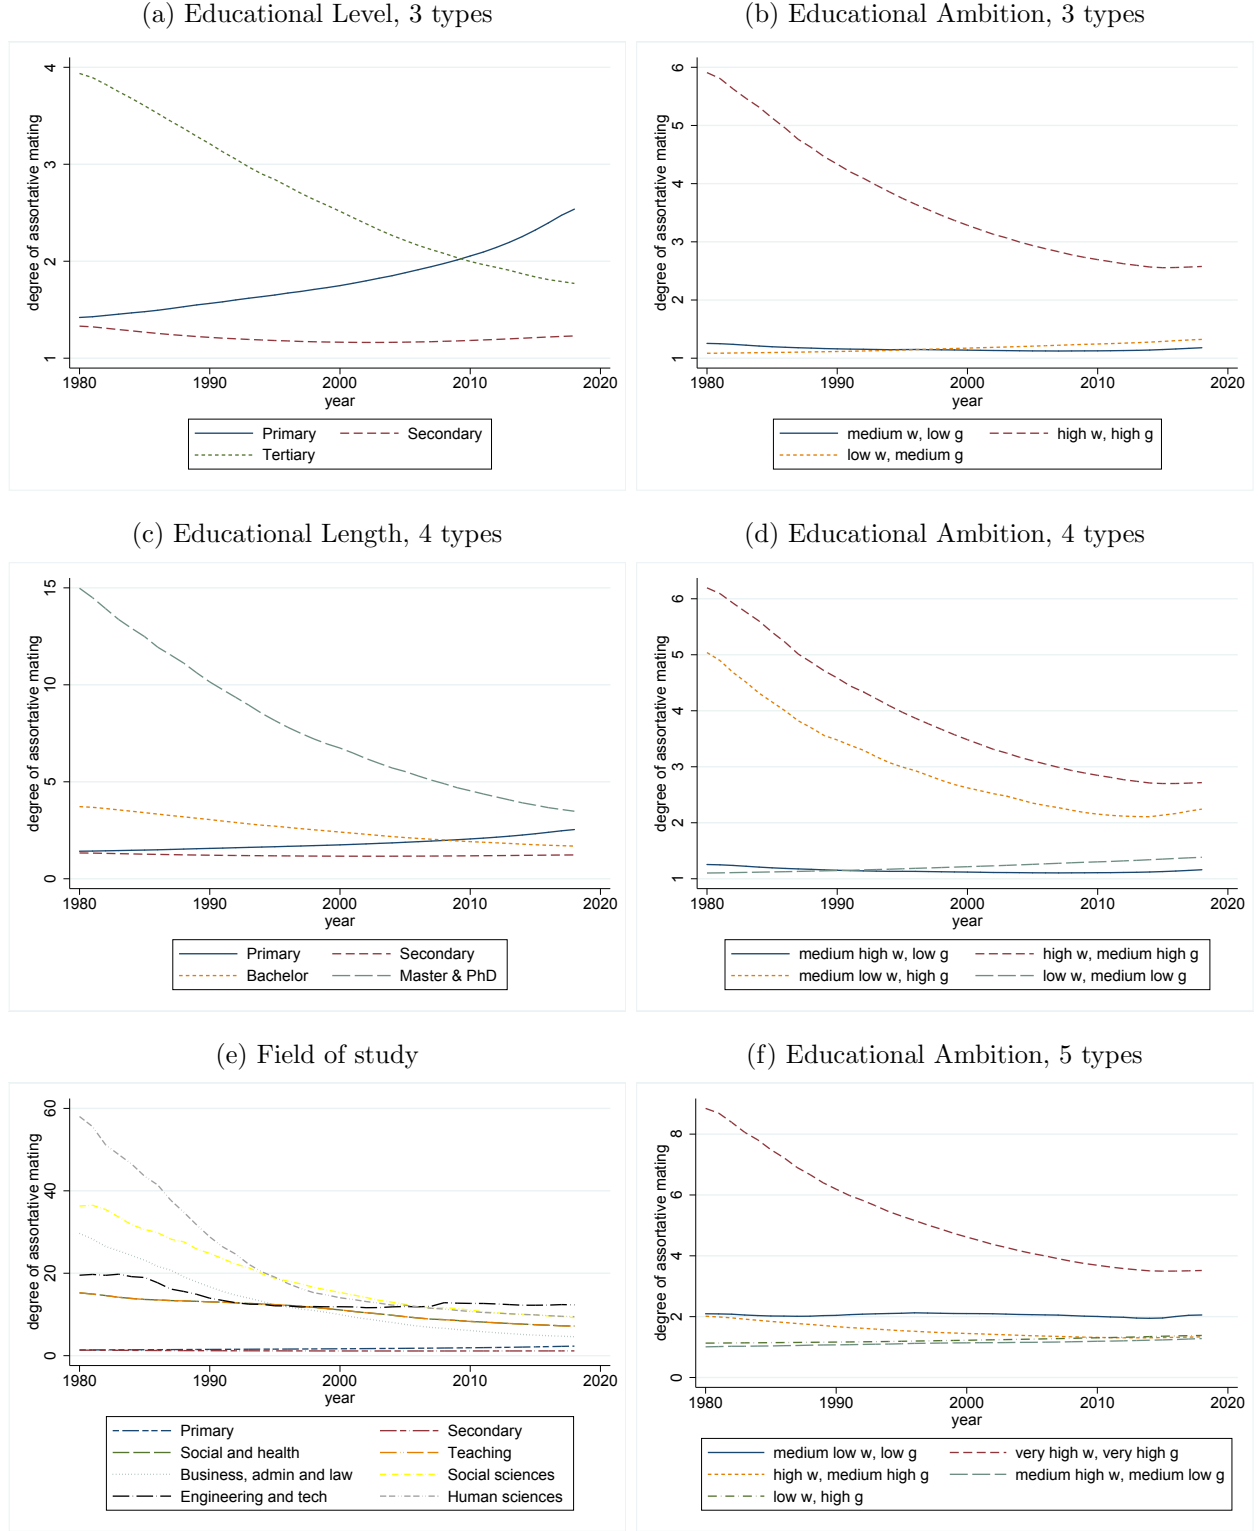 (a) Educational Level, 3 types
degree of assortative mating
4
3
2
1
1980 1990 2000 2010 2020
year
Primary Secondary
Tertiary
(b) Educational Ambition, 3 types
degree of assortative mating
6
5
4
3
2
1
1980 1990 2000 2010 2020
year
medium w, low g high w, high g
low w, medium g
(c) Educational Length, 4 types
degree of assortative mating
15
10
5
0
1980 1990 2000 2010 2020
year
Primary Secondary
Bachelor Master & PhD
(d) Educational Ambition, 4 types
degree of assortative mating
6
5
4
3
2
1
1980 1990 2000 2010 2020
year
medium high w, low g high w, medium high g
medium low w, high g low w, medium low g
(e) Field of study
degree of assortative mating
60
40
20
0
1980 1990 2000 2010 2020
year
Primary Secondary
Social and health Teaching
Business, admin and law Social sciences
Engineering and tech Human sciences
(f) Educational Ambition, 5 types
degree of assortative mating
8
6
4
2
0
1980 1990 2000 2010 2020
year
medium low w, low g very high w, very high g
high w, medium high g medium high w, medium low g
low w, high g